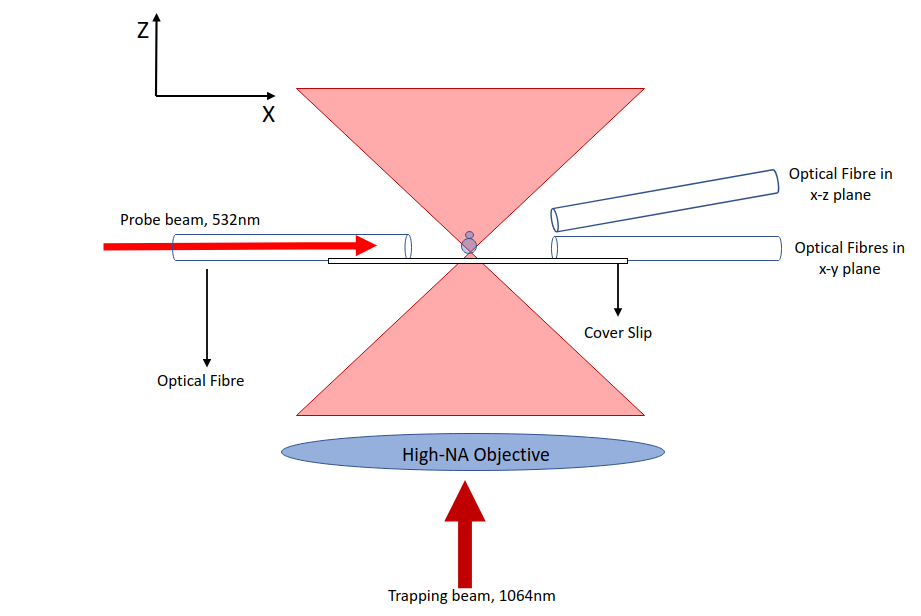 Z
X
Optical Fibre in
x-z plane
Probe beam, 532nm
Optical Fibres in
x-y plane
Cover Slip
Optical Fibre
High-NA Objective
Trapping beam, 1064nm